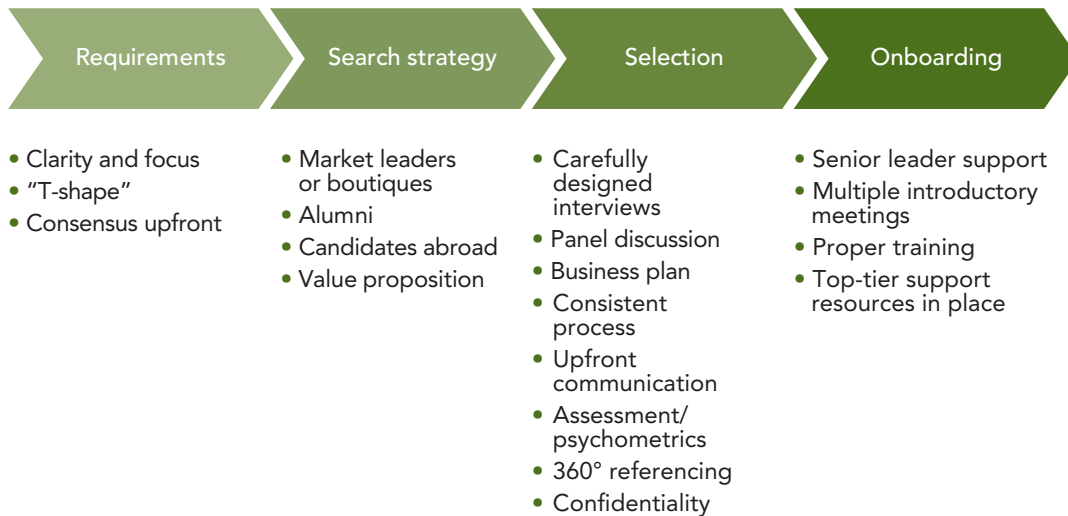 Requirements
Search strategy
Selection
Onboarding
• Clarity and focus
• "T-shape"
• Consensus upfront
• Market leaders
or boutiques
• Alumni
• Candidates abroad
• Value proposition
• Carefully
designed
interviews
• Panel discussion
• Business plan
• Consistent
process
• Upfront
communication
• Assessment/
psychometrics
• 360° referencing
• Confidentiality
• Senior leader support
• Multiple introductory
meetings
• Proper training
• Top-tier support
resources in place